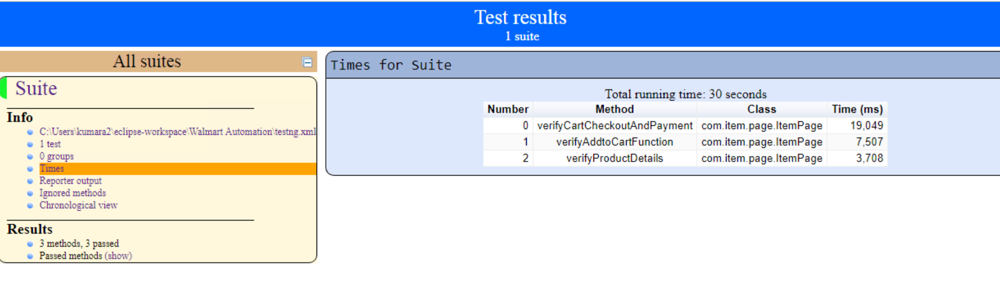 Test results
1 suite
All suites
Suite
Info
C:\Users\kumara2\eclipse-workspace\Walmart Automation\testng.xml
1 test
0 groups
Times
Reporter output
Ignored methods
Chronological view
Results
3 methods, 3 passed
Passed methods (show)
Times for Suite
Total running time: 30 seconds
Number Method Class Time (ms)
0 verifyCartCheckoutAndPayment com.item.page.ItemPage 19,049
1 verifyAddtoCartFunction com.item.page.ItemPage 7,507
2 verifyProductDetails com.item.page.ItemPage 3,708